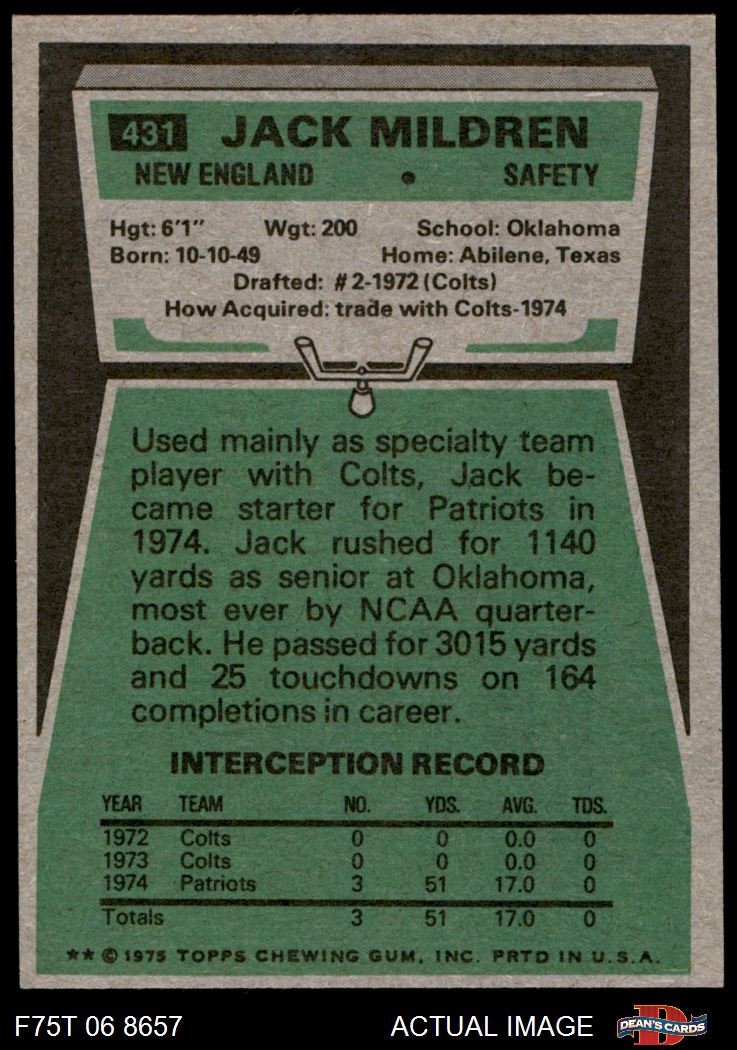 431 JACK MILDREN
NEW ENGLAND • SAFETY
Hgt: 6'1" Wgt: 200 School: Oklahoma
Born: 10-10-49 Home: Abilene, Texas
Drafted: #2-1972 (Colts)
How Acquired: trade with Colts-1974
Used mainly as specialty team
player with Colts, Jack be-
came starter for Patriots in
1974. Jack rushed for 1140
yards as senior at Oklahoma,
most ever by NCAA quarter-
back. He passed for 3015 yards
and 25 touchdowns on 164
completions in career.
INTERCEPTION RECORD
YEAR TEAM NO. YDS. AVG. TDS.
1972 Colts 0 0 0.0 0
1973 Colts 0 0 0.0 0
1974 Patriots 3 51 17.0 0
Totals 3 51 17.0 0
** © 1975 TOPPS CHEWING GUM, INC. PRTD IN U.S.A.
F75T 06 8657 ACTUAL IMAGE D DEAN'S CARDS